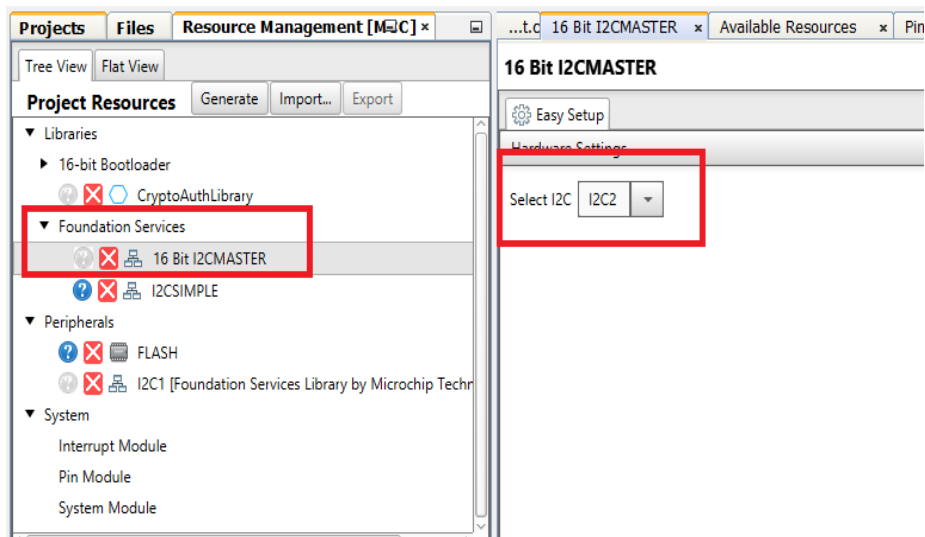 Projects Files Resource Management [MCC] ×
Tree View Flat View
Project Resources Generate Import... Export
Libraries
16-bit Bootloader
CryptoAuthLibrary
Foundation Services
16 Bit I2CMASTER
I2CSIMPLE
Peripherals
FLASH
I2C1 [Foundation Services Library by Microchip Techr
System
Interrupt Module
Pin Module
System Module
...t.c 16 Bit I2CMASTER × Available Resources × Pin
16 Bit I2CMASTER
Easy Setup
Hardware Settings
Select I2C I2C2